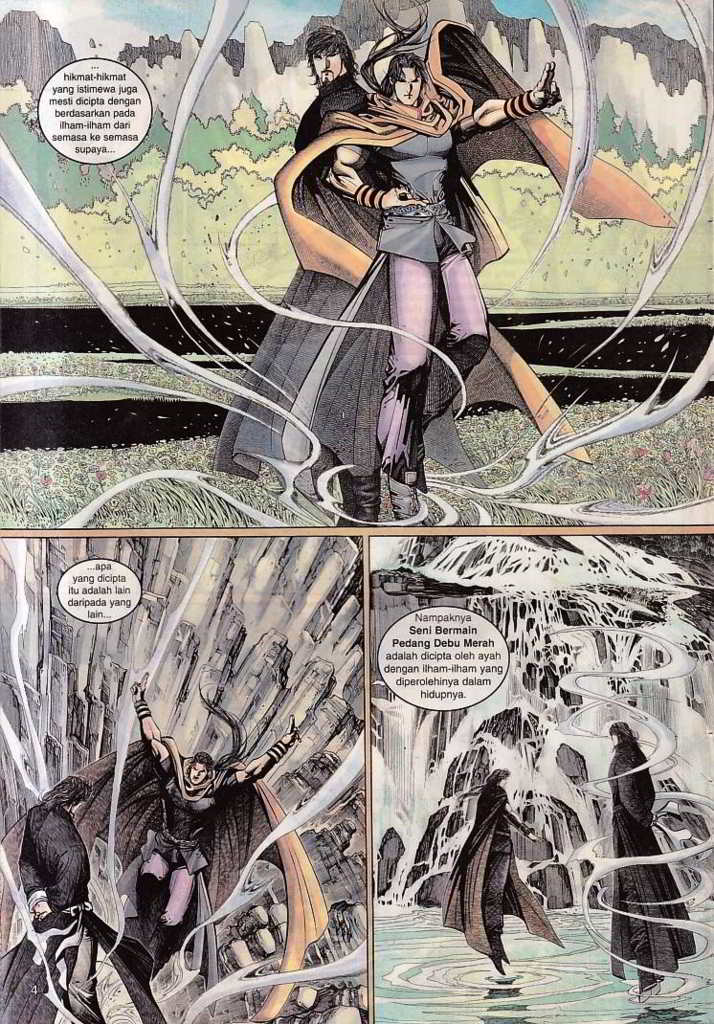 ...
hikmat-hikmat
yang istimewa juga
mesti dicipta dengan
berdasarkan pada
ilham-ilham dari
semasa ke semasa
supaya...
...apa
yang dicipta
itu adalah lain
daripada yang
lain...
Nampaknya
Seni Bermain
Pedang Debu Merah
adalah dicipta oleh ayah
dengan ilham-ilham yang
diperolehinya dalam
hidupnya.
4